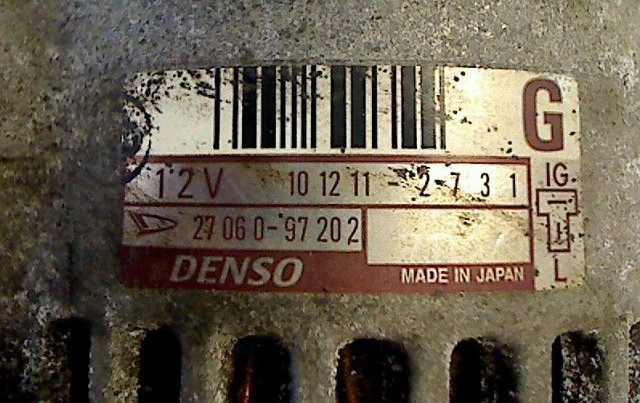 G
12V 101211-2731
IG
27060-97202
DENSO
MADE IN JAPAN
L